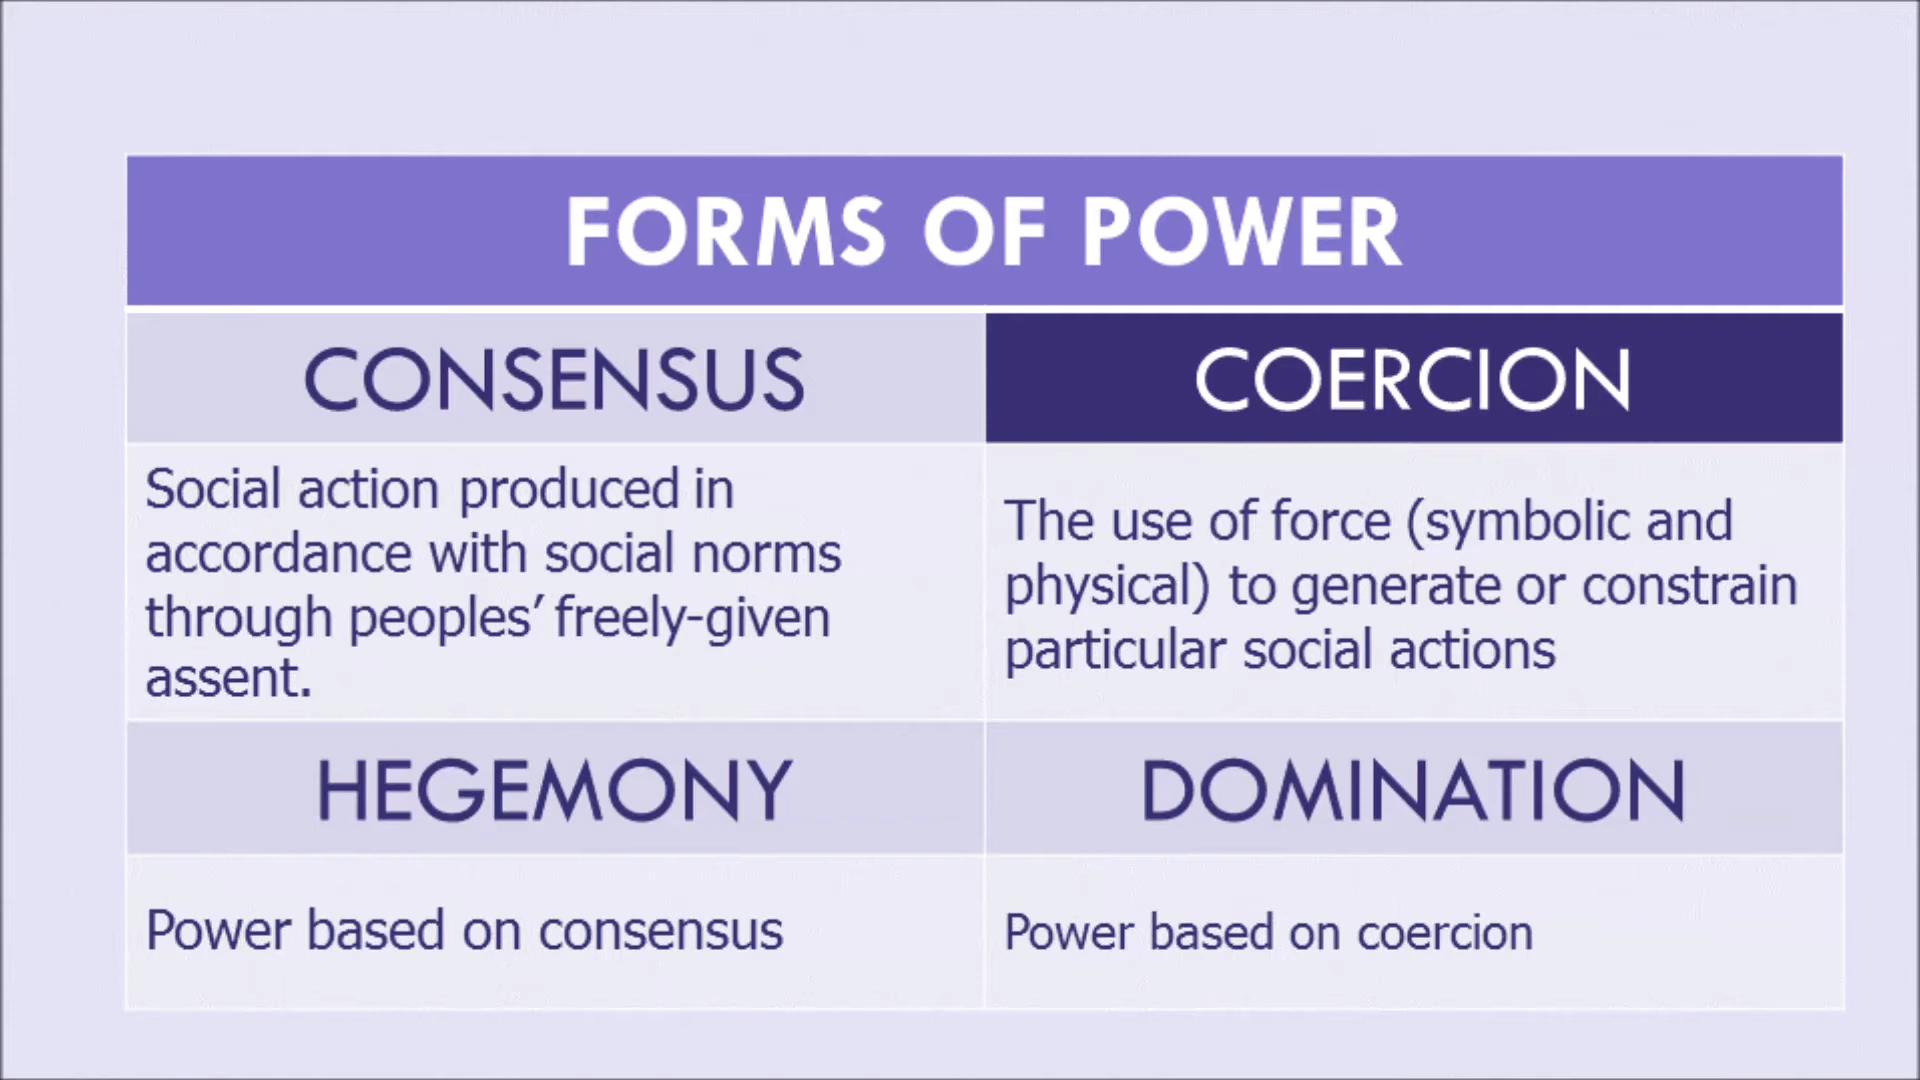 FORMS OF POWER
CONSENSUS
COERCION
Social action produced in
accordance with social norms
through peoples’ freely-given
assent.
The use of force (symbolic and
physical) to generate or constrain
particular social actions
HEGEMONY
DOMINATION
Power based on consensus
Power based on coercion